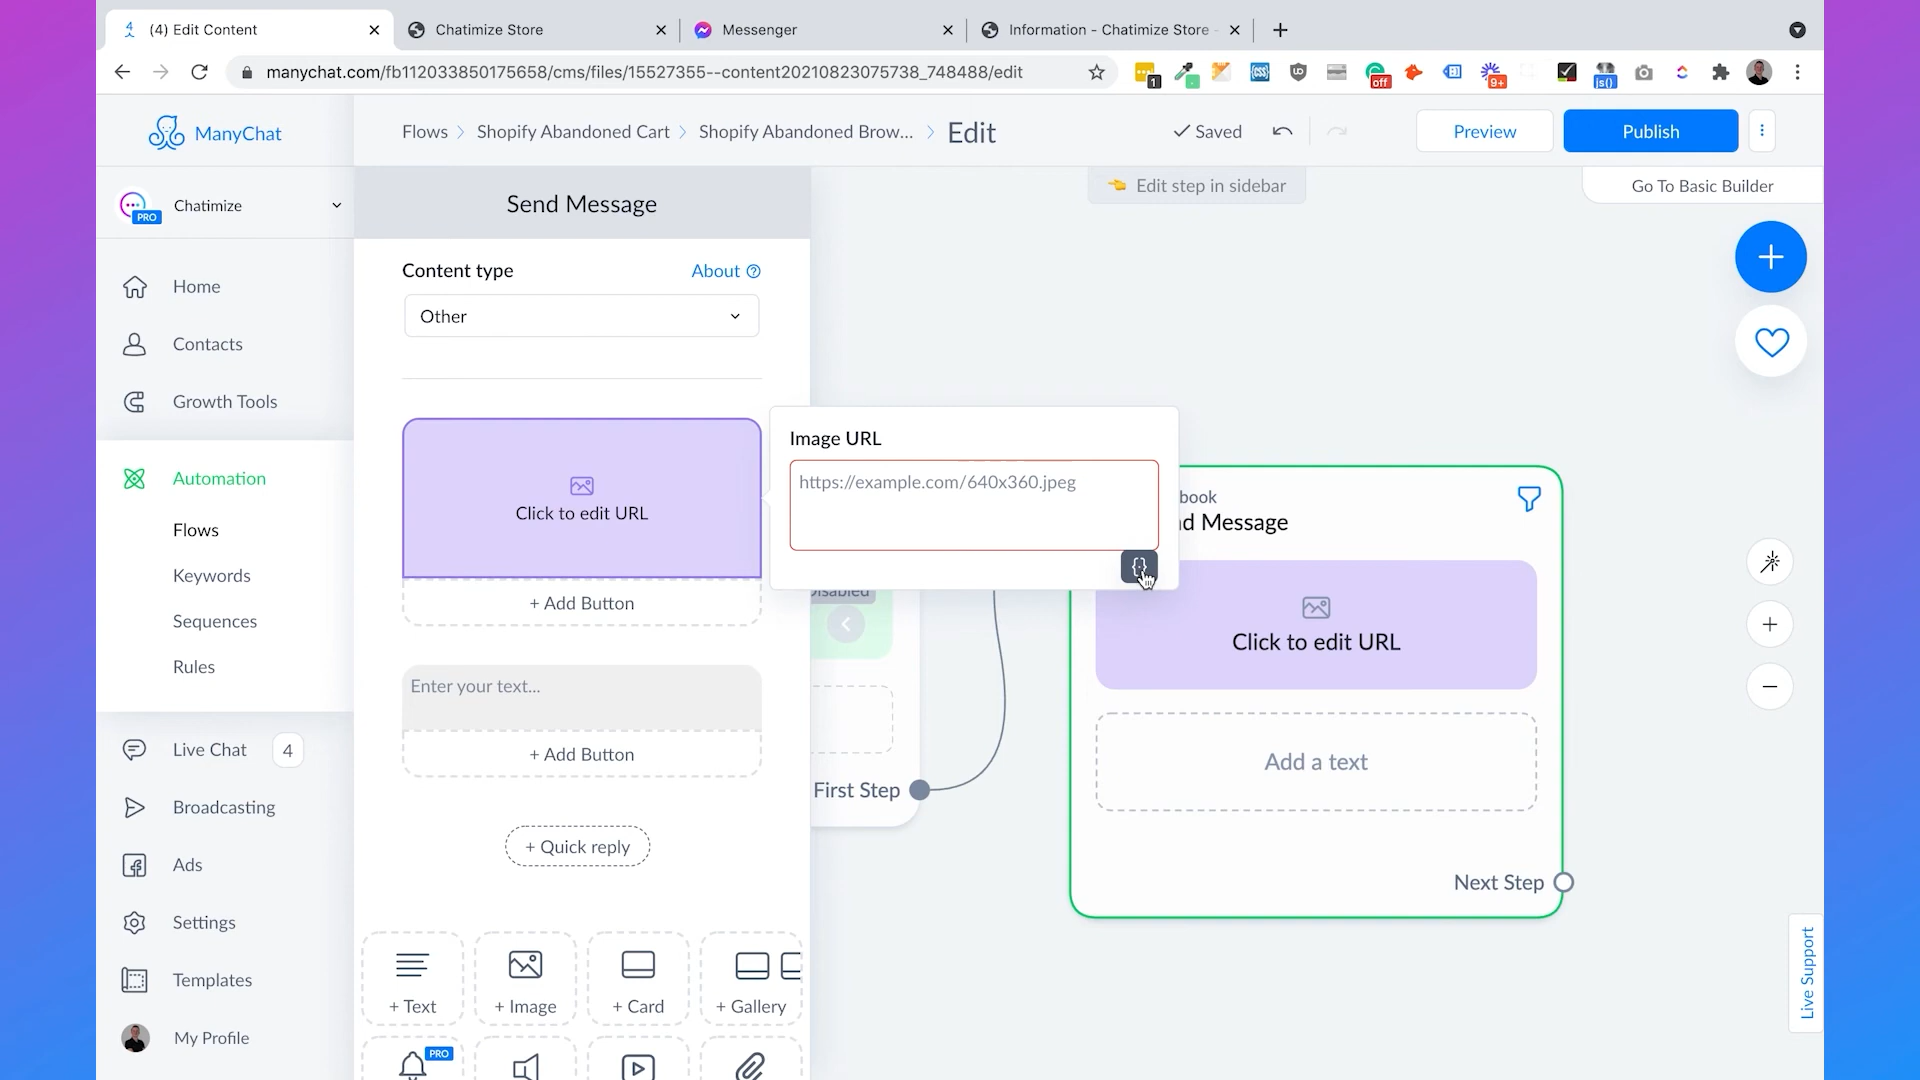 (4) Edit Content
Chatimize Store
Messenger
Information - Chatimize Store -
manychat.com/fb112033850175658/cms/files/15527355--content20210823075738_748488/edit
1
off
9+
js()
ManyChat
Flows
Shopify Abandoned Cart
Shopify Abandoned Brow...
Edit
Saved
Preview
Publish
PRO
Chatimize
Send Message
Edit step in sidebar
Go To Basic Builder
Home
Contacts
Growth Tools
Automation
Flows
Keywords
Sequences
Rules
Live Chat
4
Broadcasting
Ads
Settings
Templates
My Profile
Content type
About
Other
Click to edit URL
+ Add Button
Enter your text...
+ Add Button
+ Quick reply
+ Text
+ Image
+ Card
+ Gallery
PRO
Image URL
https://example.com/640x360.jpeg
Disabled
First Step
book
d Message
Click to edit URL
Add a text
Next Step
Live Support